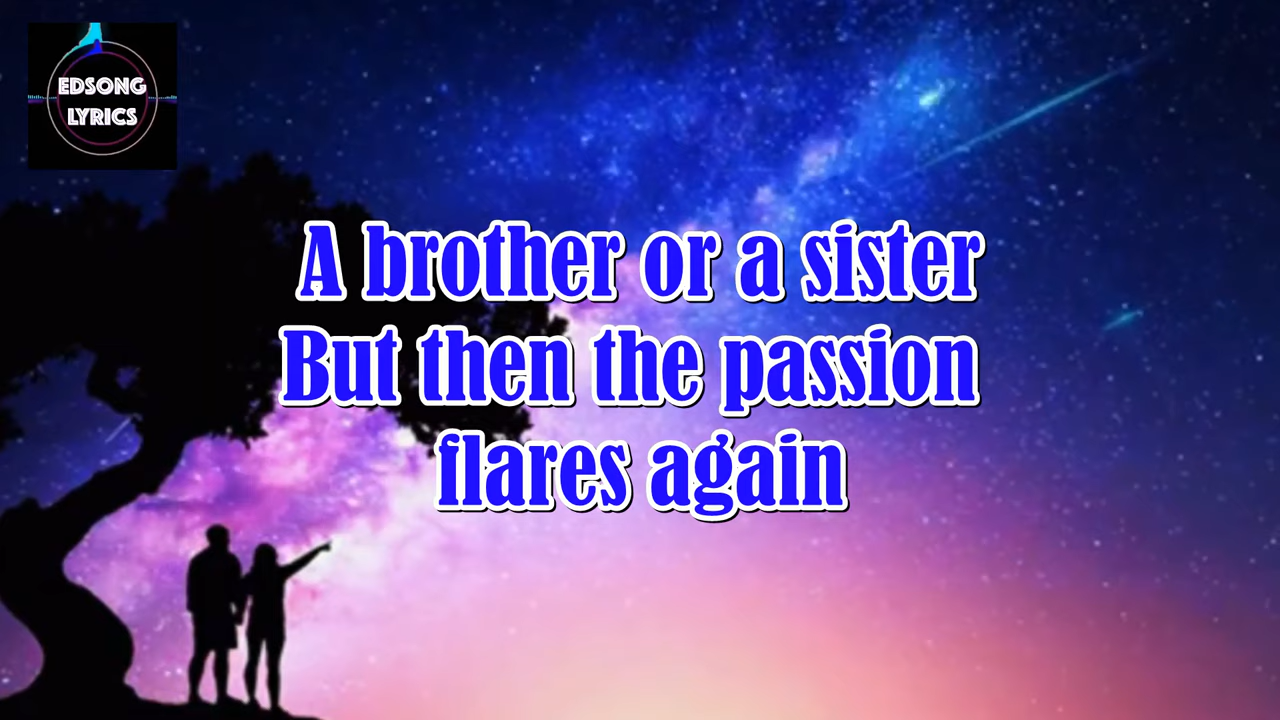 EDSONG
LYRICS
A brother or a sister
But then the passion
flares again